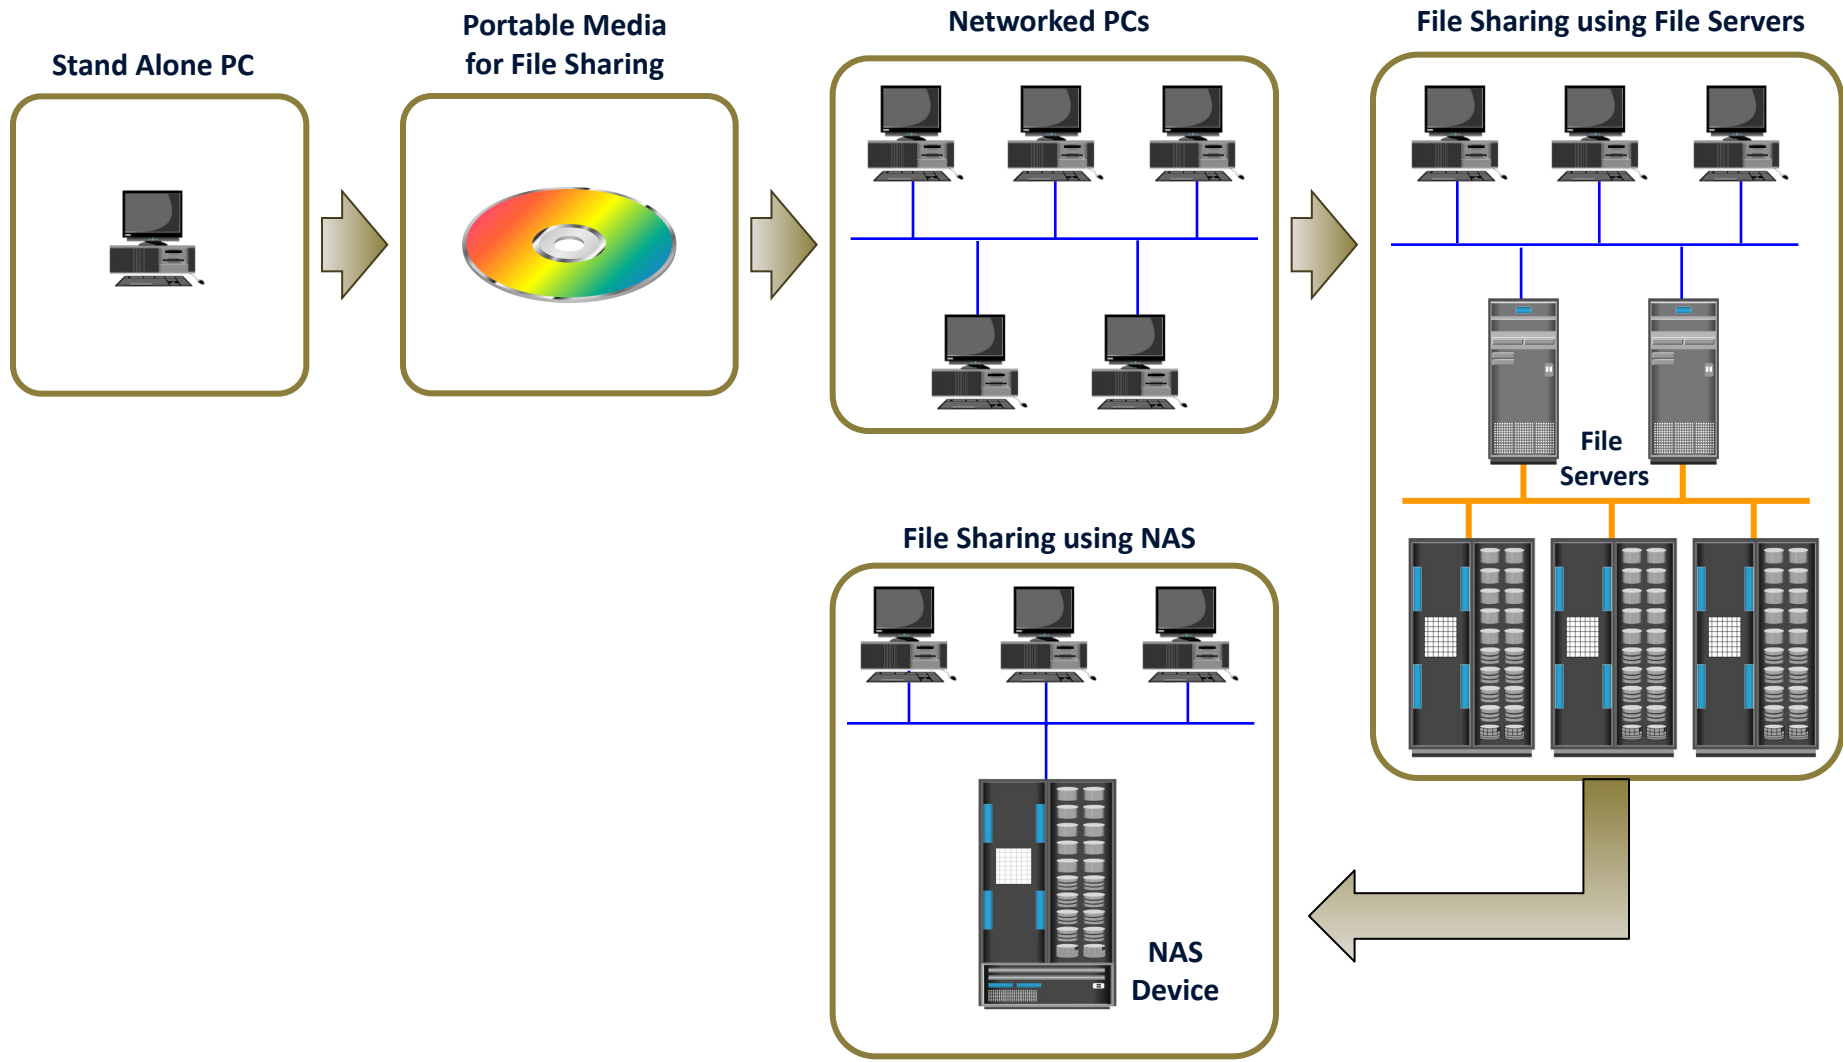 Stand Alone PC
Portable Media
for File Sharing
Networked PCs
File Sharing using File Servers
File
Servers
File Sharing using NAS
NAS
Device